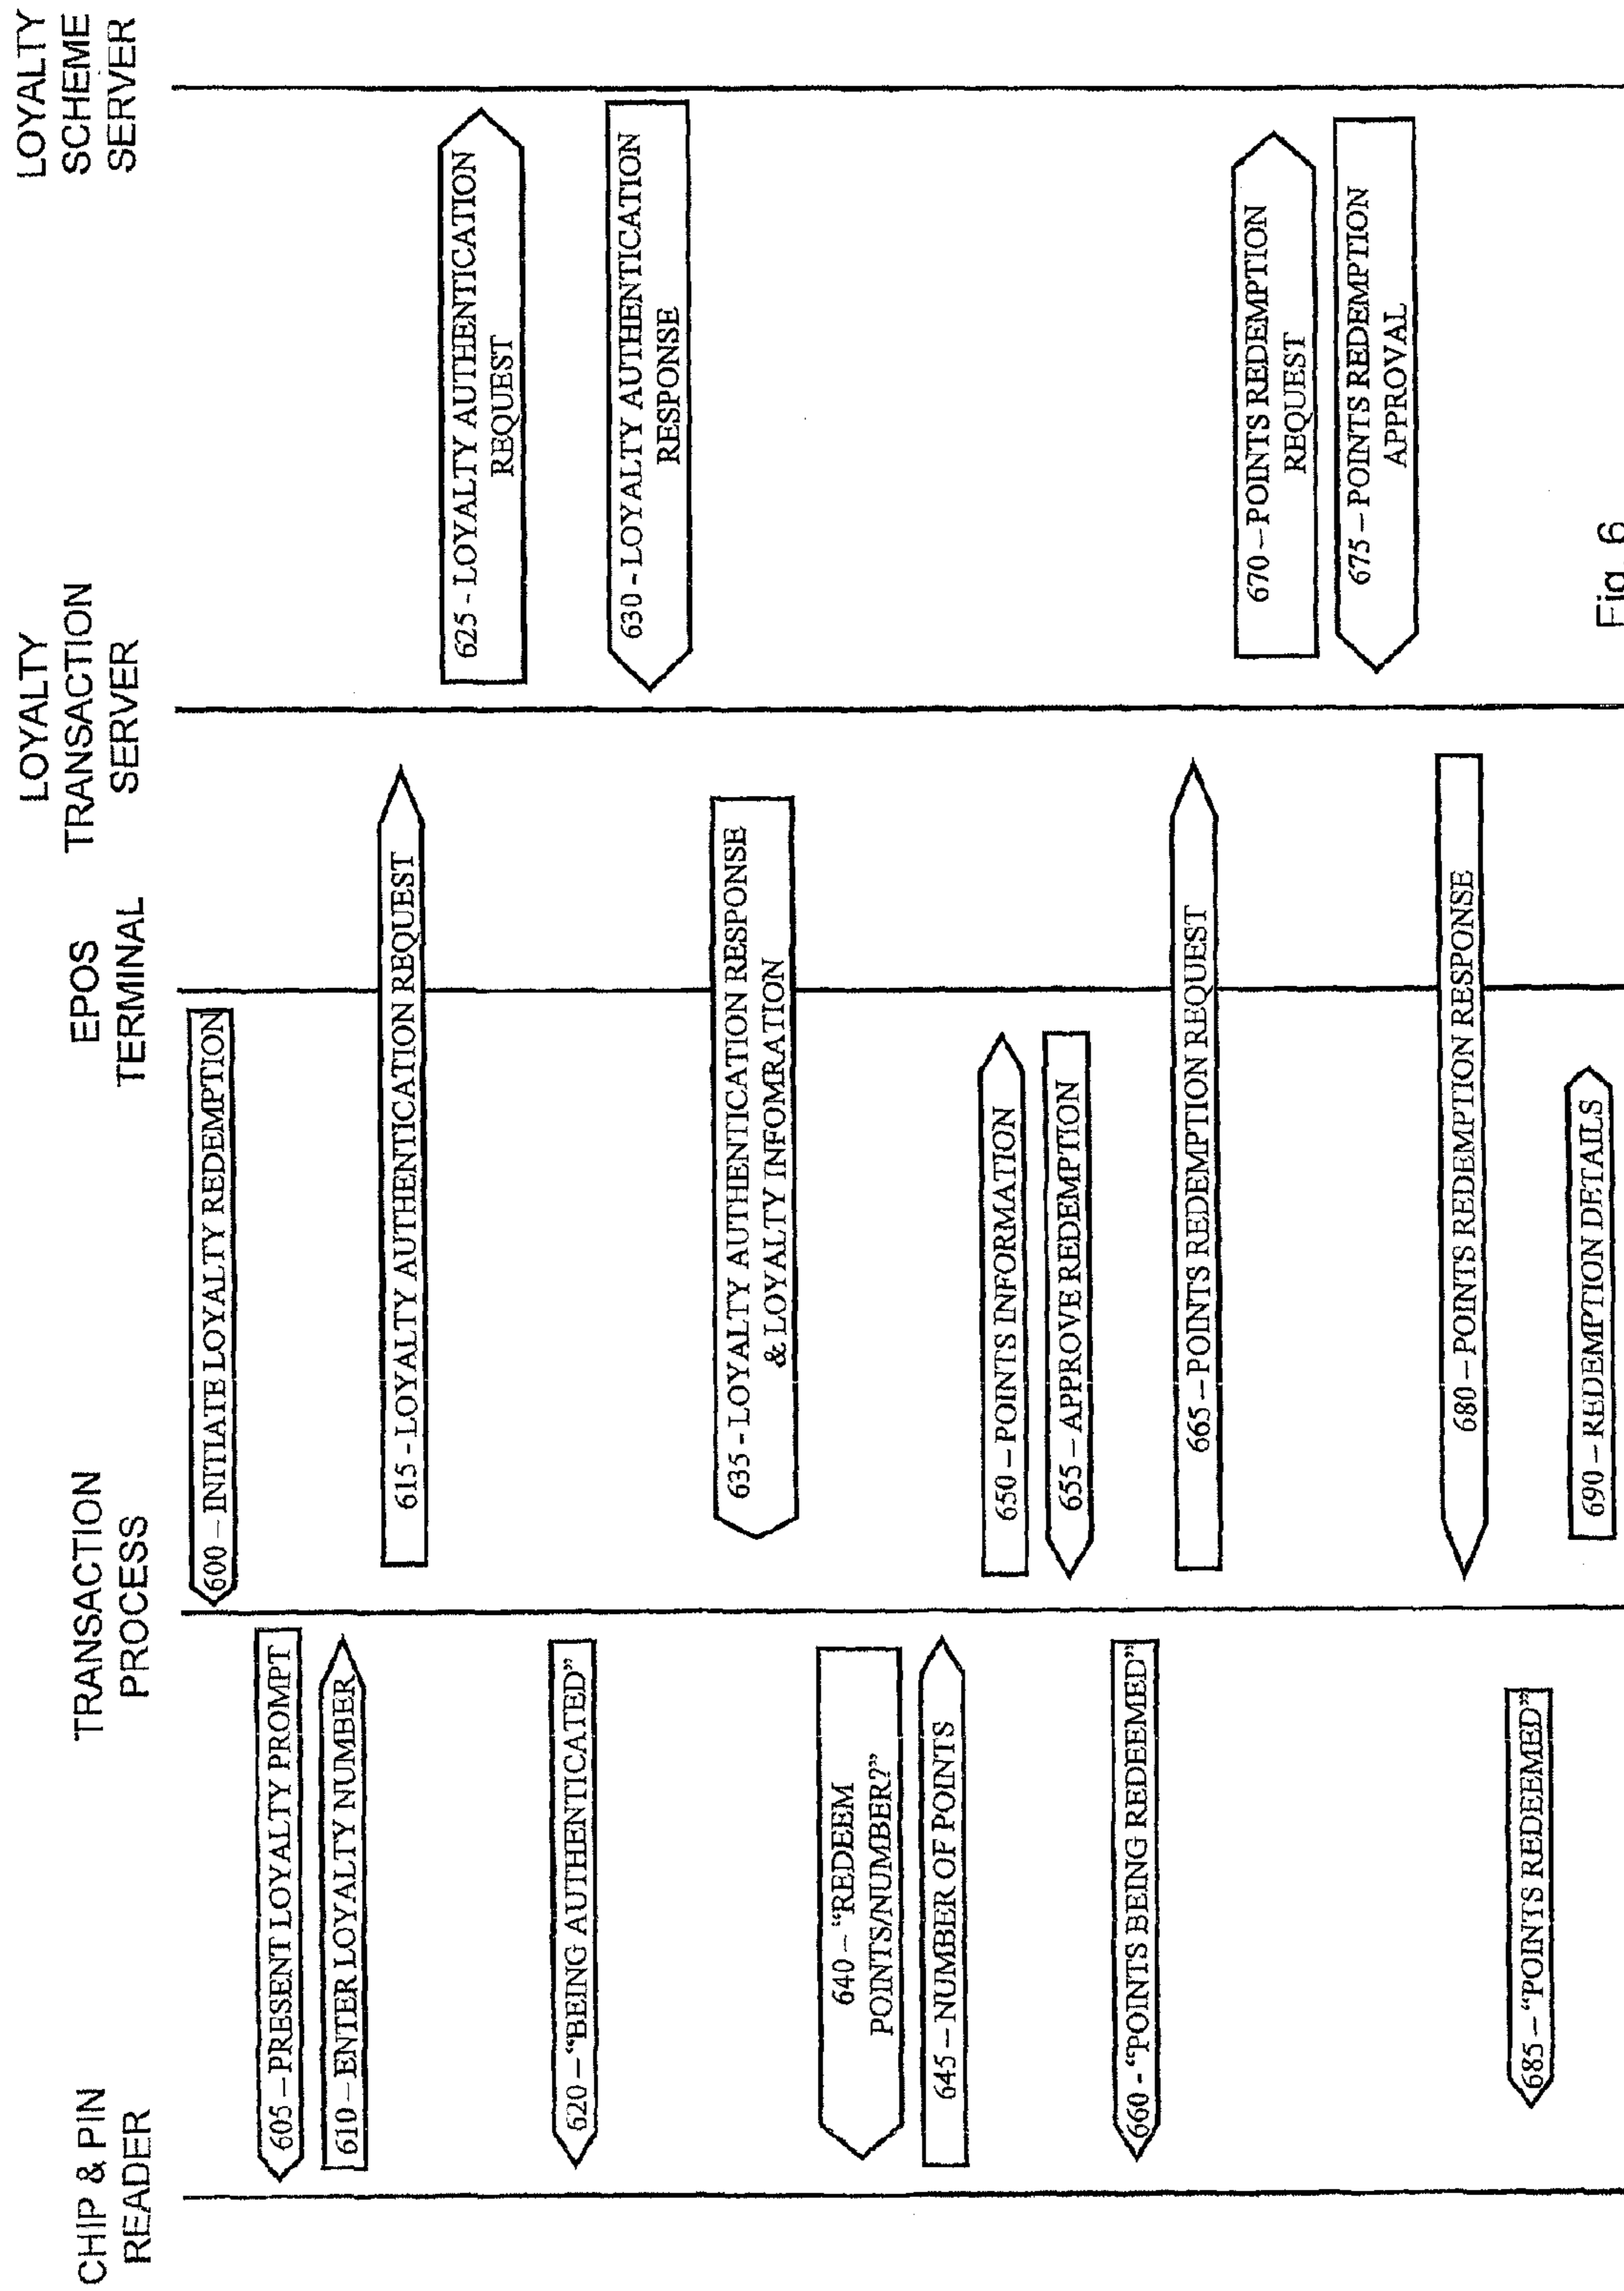 CHIP & PIN
READER
TRANSACTION
PROCESS
EPOS
TERMINAL
LOYALTY
TRANSACTION
SERVER
LOYALTY
SCHEME
SERVER
600 – INITIATE LOYALTY REDEMPTION
605 – PRESENT LOYALTY PROMPT
610 – ENTER LOYALTY NUMBER
615 - LOYALTY AUTHENTICATION REQUEST
625 - LOYALTY AUTHENTICATION
REQUEST
620 – “BEING AUTHENTICATED”
630 - LOYALTY AUTHENTICATION
RESPONSE
635 - LOYALTY AUTHENTICATION RESPONSE
& LOYALTY INFOMRATION
640 – “REDEEM
POINTS/NUMBER?”
645 – NUMBER OF POINTS
650 – POINTS INFORMATION
655 – APPROVE REDEMPTION
660 - “POINTS BEING REDEEMED”
665 – POINTS REDEMPTION REQUEST
670 – POINTS REDEMPTION
REQUEST
675 – POINTS REDEMPTION
APPROVAL
680 – POINTS REDEMPTION RESPONSE
685 – “POINTS REDEEMED”
690 – REDEMPTION DETAILS
Fig. 6